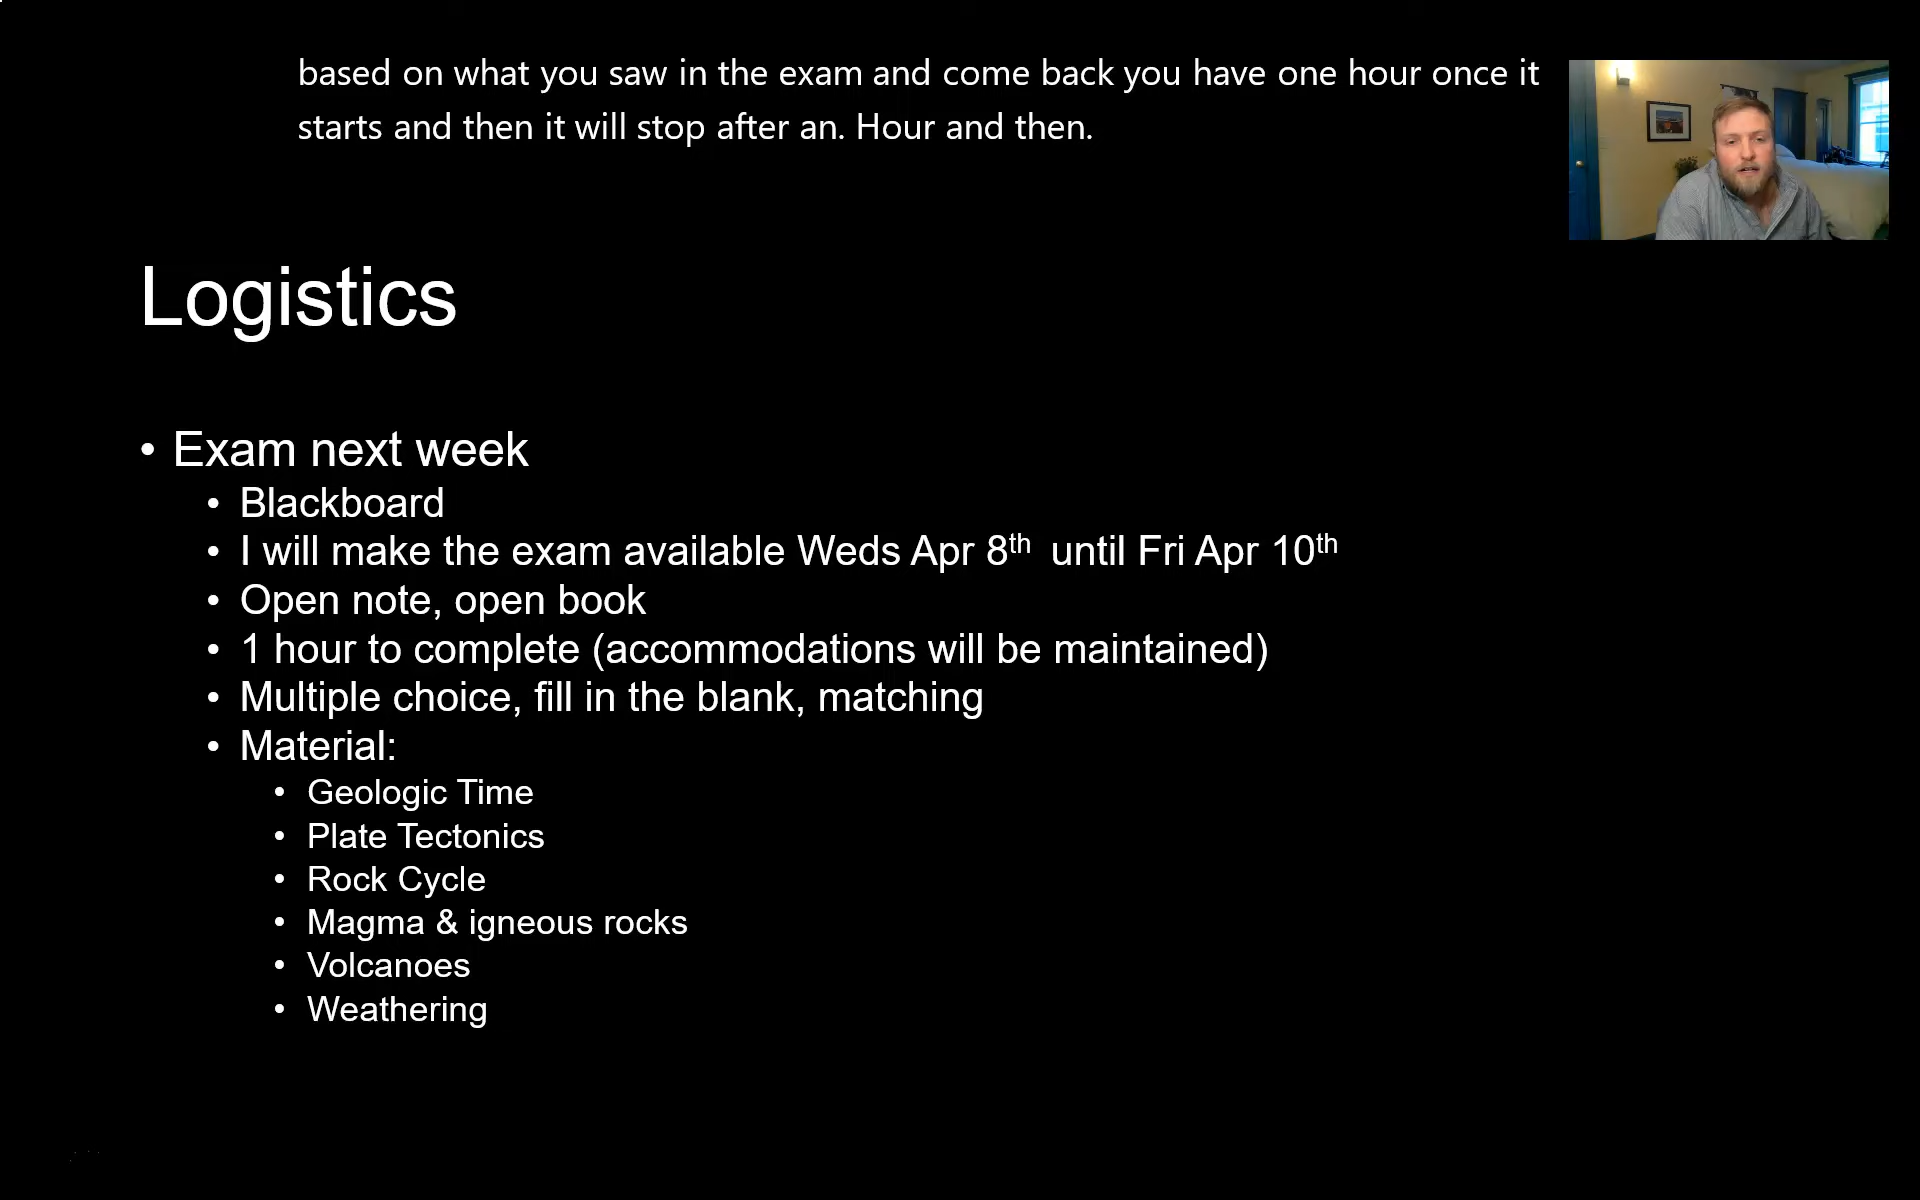 based on what you saw in the exam and come back you have one hour once it
starts and then it will stop after an. Hour and then.
Logistics
• Exam next week
• Blackboard
• I will make the exam available Weds Apr 8th until Fri Apr 10th
• Open note, open book
• 1 hour to complete (accommodations will be maintained)
• Multiple choice, fill in the blank, matching
• Material:
• Geologic Time
• Plate Tectonics
• Rock Cycle
• Magma & igneous rocks
• Volcanoes
• Weathering